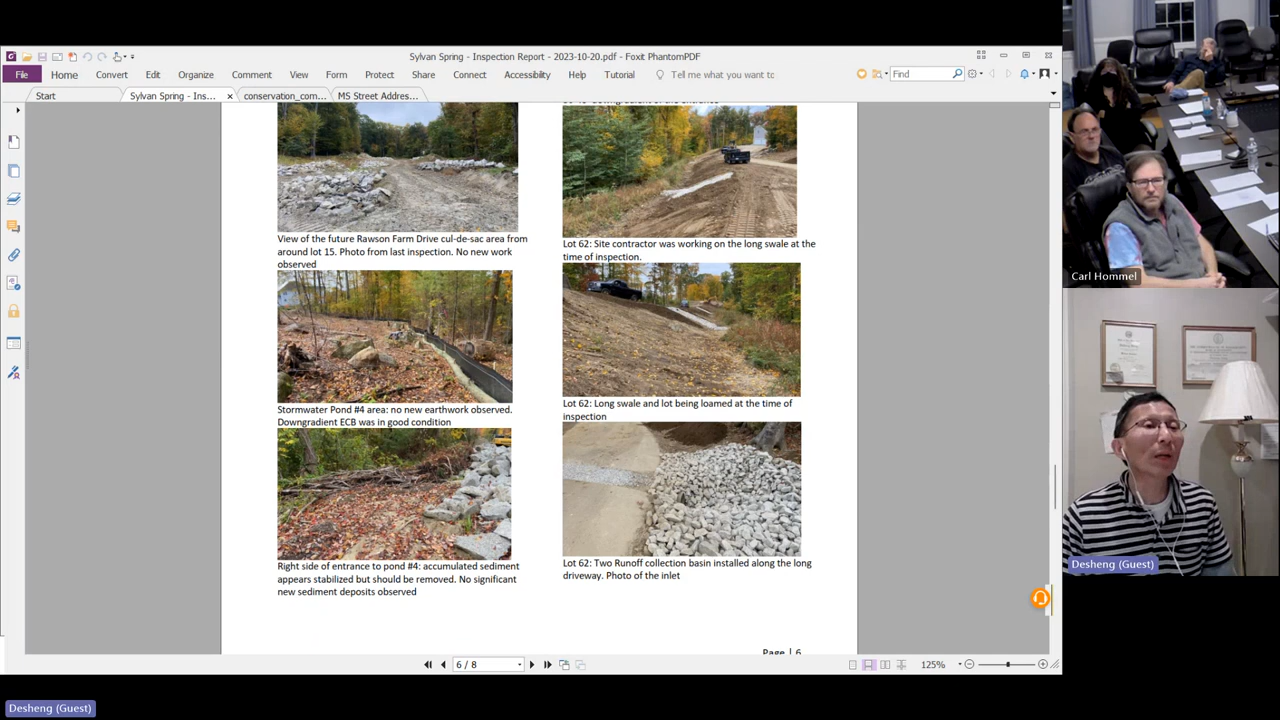 Sylvan Spring - Inspection Report - 2023-10-20.pdf - Foxit PhantomPDF
File Home Convert Edit Organize Comment View Form Protect Share Connect Accessibility Help Tutorial Tell me what you want to Find
Start Sylvan Spring - Ins... conservation_com... MS Street Addres...
View of the future Rawson Farm Drive cul-de-sac area from
around lot 15. Photo from last inspection. No new work
observed
Stormwater Pond #4 area: no new earthwork observed.
Downgradient ECB was in good condition
Right side of entrance to pond #4: accumulated sediment
appears stabilized but should be removed. No significant
new sediment deposits observed
Lot 62: Site contractor was working on the long swale at the
time of inspection.
Lot 62: Long swale and lot being loamed at the time of
inspection
Lot 62: Two Runoff collection basin installed along the long
driveway. Photo of the inlet
Page | 6
6 / 8
125%
Carl Hommel
Desheng (Guest)
Desheng (Guest)